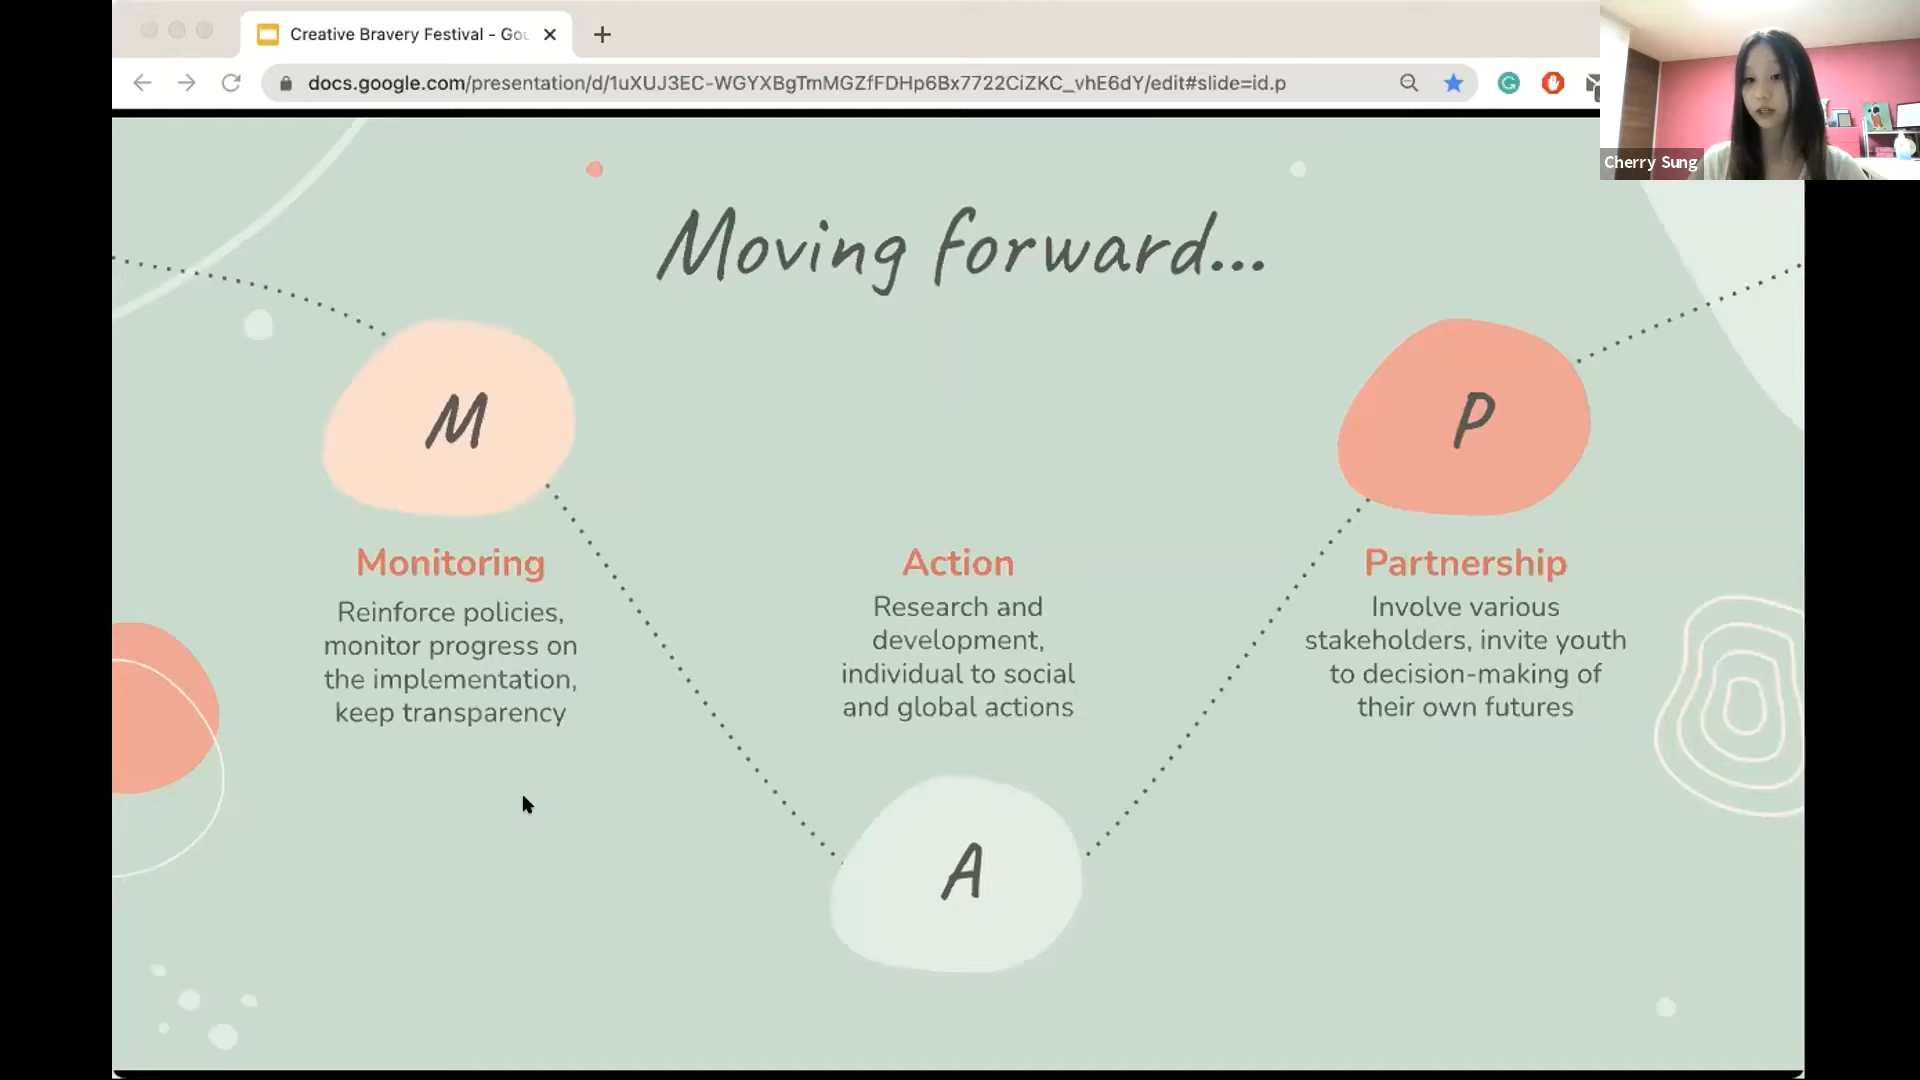 Creative Bravery Festival - Go
docs.google.com/presentation/d/1uXUJ3EC-WGYXBgTmMGZfFDHp6Bx7722CiZKC_vhE6dY/edit#slide=id.p
Cherry Sung
Moving forward...
M
P
Monitoring
Reinforce policies,
monitor progress on
the implementation,
keep transparency
Action
Research and
development,
individual to social
and global actions
Partnership
Involve various
stakeholders, invite youth
to decision-making of
their own futures
A